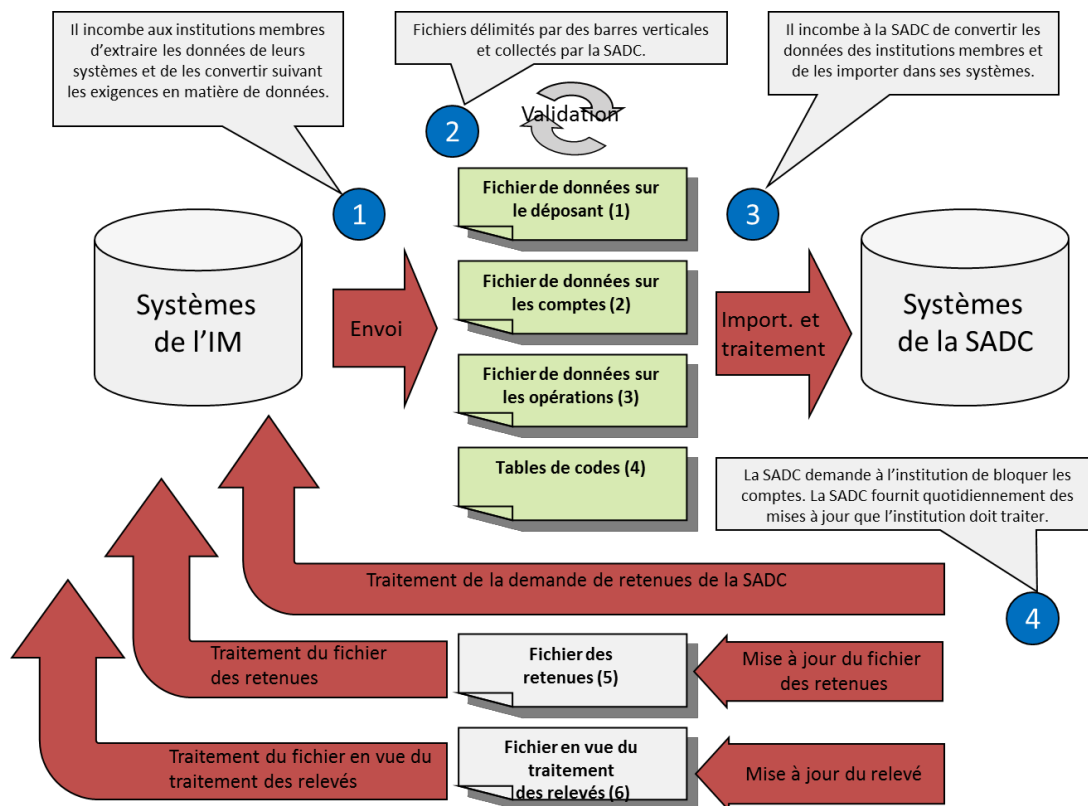 Il incombe aux institutions membres
d’extraire les données de leurs
systèmes et de les convertir suivant
les exigences en matière de données.
Fichiers délimités par des barres verticales
et collectés par la SADC.
Il incombe à la SADC de convertir les
données des institutions membres et
de les importer dans ses systèmes.
2
Validation
1
3
Fichier de données sur
le déposant (1)
Systèmes
de l’IM
Envoi
Fichier de données sur
les comptes (2)
Import. et
traitement
Systèmes
de la SADC
Fichier de données sur
les opérations (3)
Tables de codes (4)
La SADC demande à l’institution de bloquer les
comptes. La SADC fournit quotidiennement des
mises à jour que l’institution doit traiter.
Traitement de la demande de retenues de la SADC
4
Traitement du fichier
des retenues
Fichier des
retenues (5)
Mise à jour du fichier
des retenues
Traitement du fichier en vue du
traitement des relevés
Fichier en vue du
traitement
des relevés (6)
Mise à jour du relevé